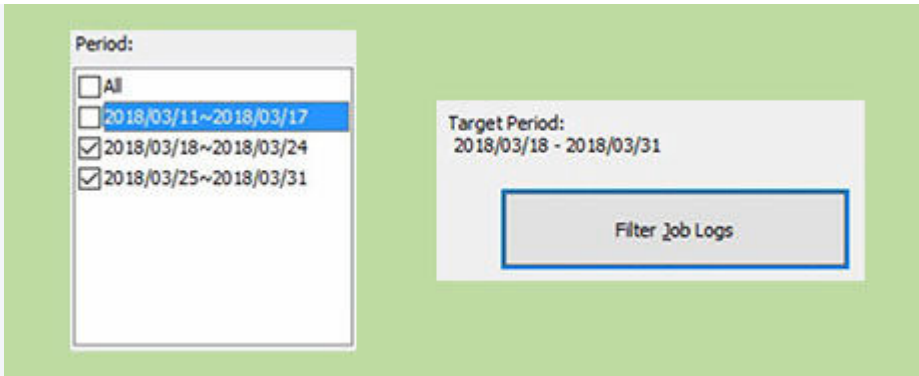 Period:
All
2018/03/11~2018/03/17
2018/03/18~2018/03/24
2018/03/25~2018/03/31
Target Period:
2018/03/18 - 2018/03/31
Filter Job Logs